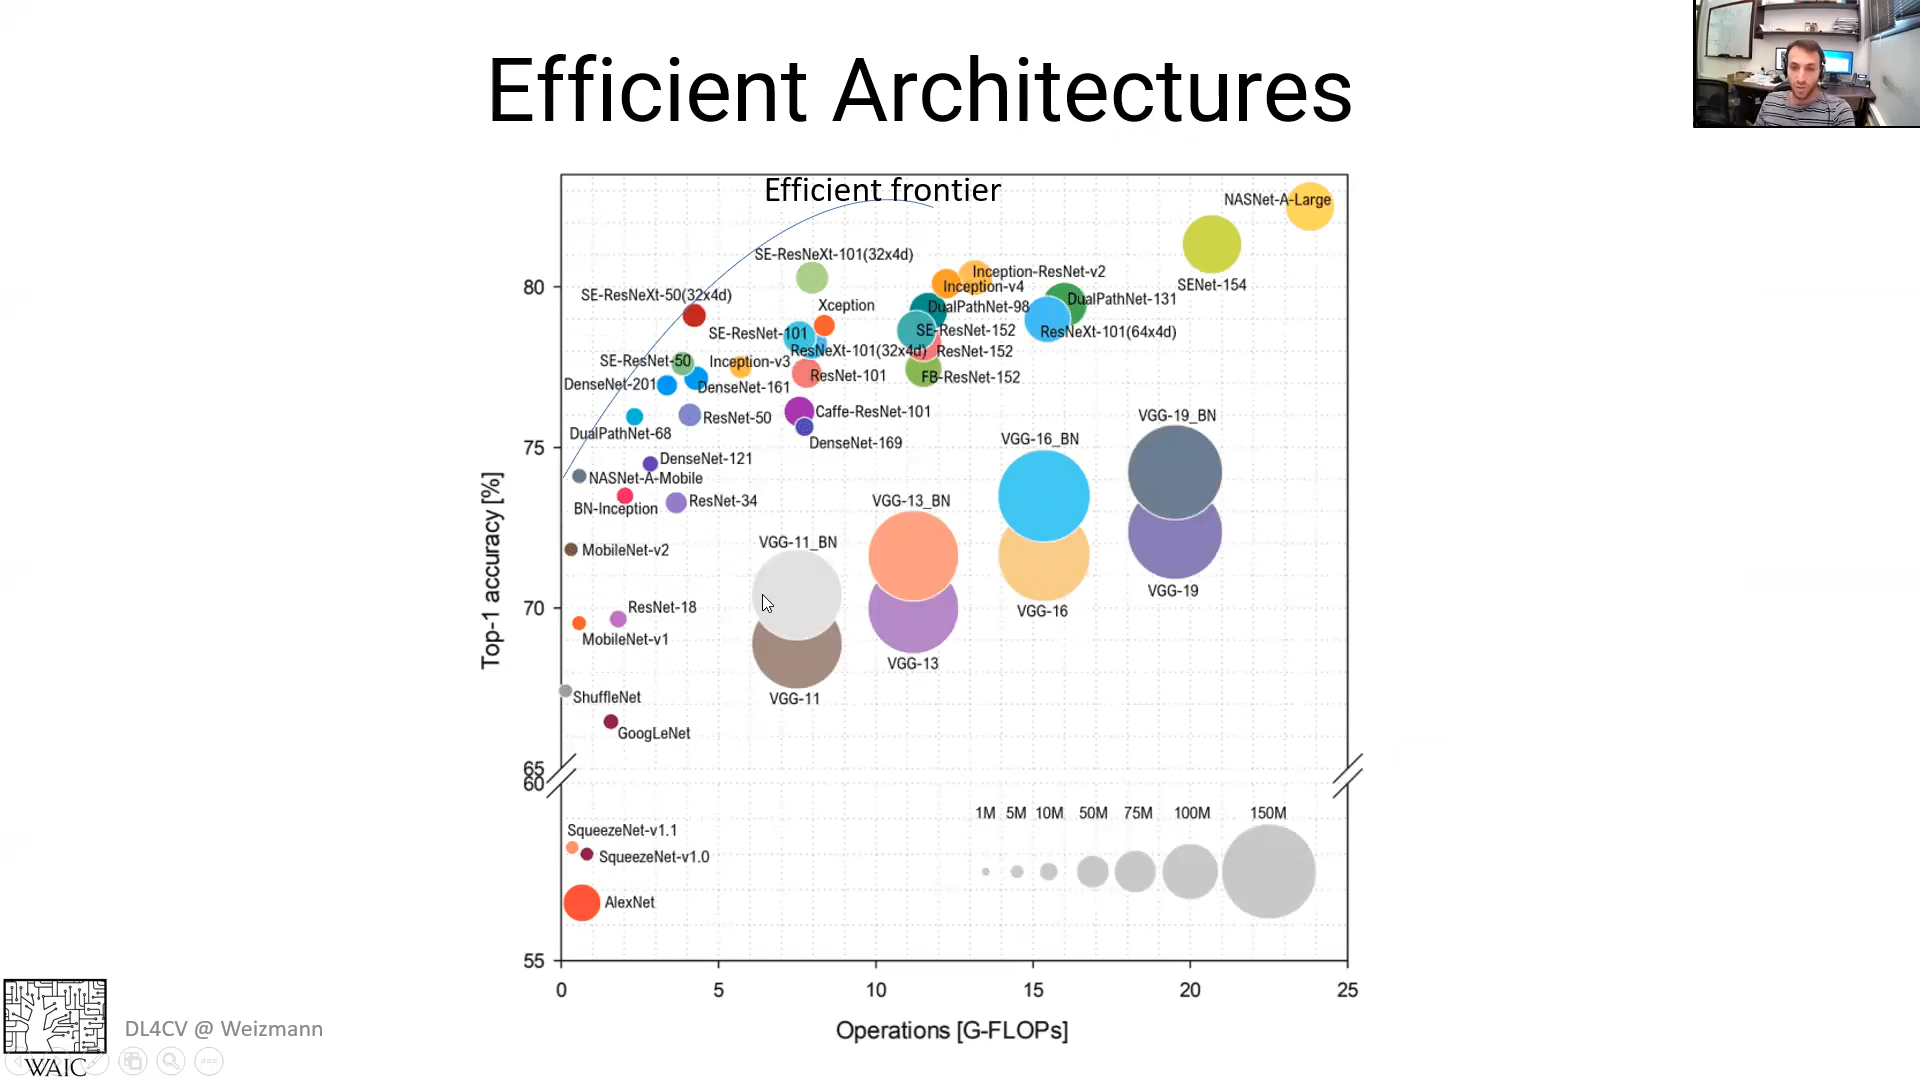 Efficient Architectures
Efficient frontier
NASNet-A-Large
SE-ResNeXt-101(32x4d)
Inception-ResNet-v2
SENet-154
80
Inception-v4
SE-ResNeXt-50(32x4d)
DualPathNet-131
Xception
DualPathNet-98
SE-ResNet-101
SE-ResNet-152
ResNeXt-101(64x4d)
ResNeXt-101(32x4d)
ResNet-152
SE-ResNet-50
Inception-v3
ResNet-101
FB-ResNet-152
DenseNet-201
DenseNet-161
Caffe-ResNet-101
VGG-19_BN
ResNet-50
DualPathNet-68
VGG-16_BN
DenseNet-169
75
DenseNet-121
NASNet-A-Mobile
BN-Inception
ResNet-34
VGG-13_BN
VGG-11_BN
MobileNet-v2
VGG-19
70
ResNet-18
VGG-16
MobileNet-v1
VGG-13
ShuffleNet
VGG-11
GoogLeNet
65
60
1M 5M 10M 50M 75M 100M 150M
SqueezeNet-v1.1
SqueezeNet-v1.0
AlexNet
55
0 5 10 15 20 25
Top-1 accuracy [%]
Operations [G-FLOPs]
DL4CV @ Weizmann
WAIC